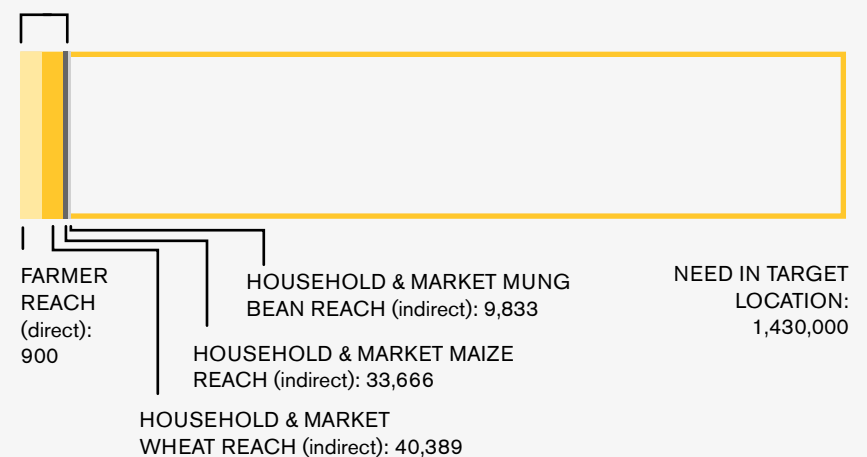 FARMER
REACH
(direct):
900
HOUSEHOLD & MARKET MUNG
BEAN REACH (indirect): 9,833
NEED IN TARGET
LOCATION:
1,430,000
HOUSEHOLD & MARKET MAIZE
REACH (indirect): 33,666
HOUSEHOLD & MARKET
WHEAT REACH (indirect): 40,389